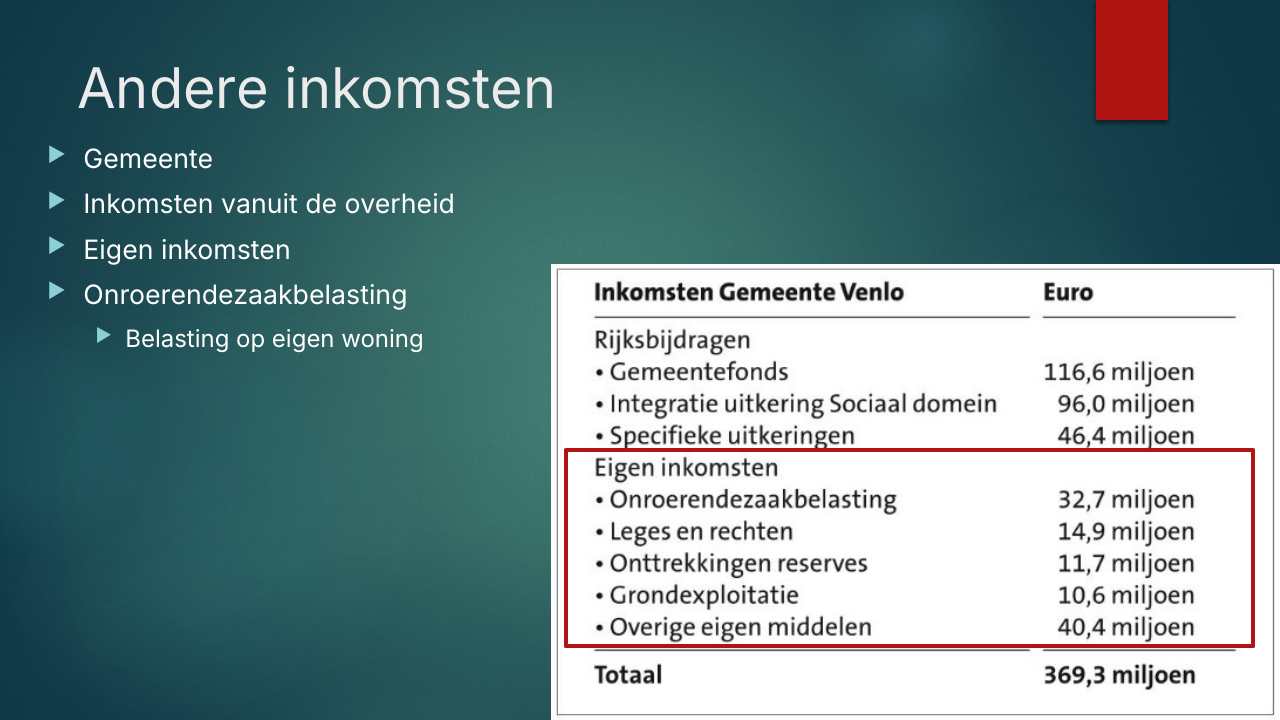 Andere inkomsten
Gemeente
Inkomsten vanuit de overheid
Eigen inkomsten
Onroerendezaakbelasting
Belasting op eigen woning
Inkomsten Gemeente Venlo Euro
Rijksbijdragen
• Gemeentefonds 116,6 miljoen
• Integratie uitkering Sociaal domein 96,0 miljoen
• Specifieke uitkeringen 46,4 miljoen
Eigen inkomsten
• Onroerendezaakbelasting 32,7 miljoen
• Leges en rechten 14,9 miljoen
• Onttrekkingen reserves 11,7 miljoen
• Grondexploitatie 10,6 miljoen
• Overige eigen middelen 40,4 miljoen
Totaal 369,3 miljoen